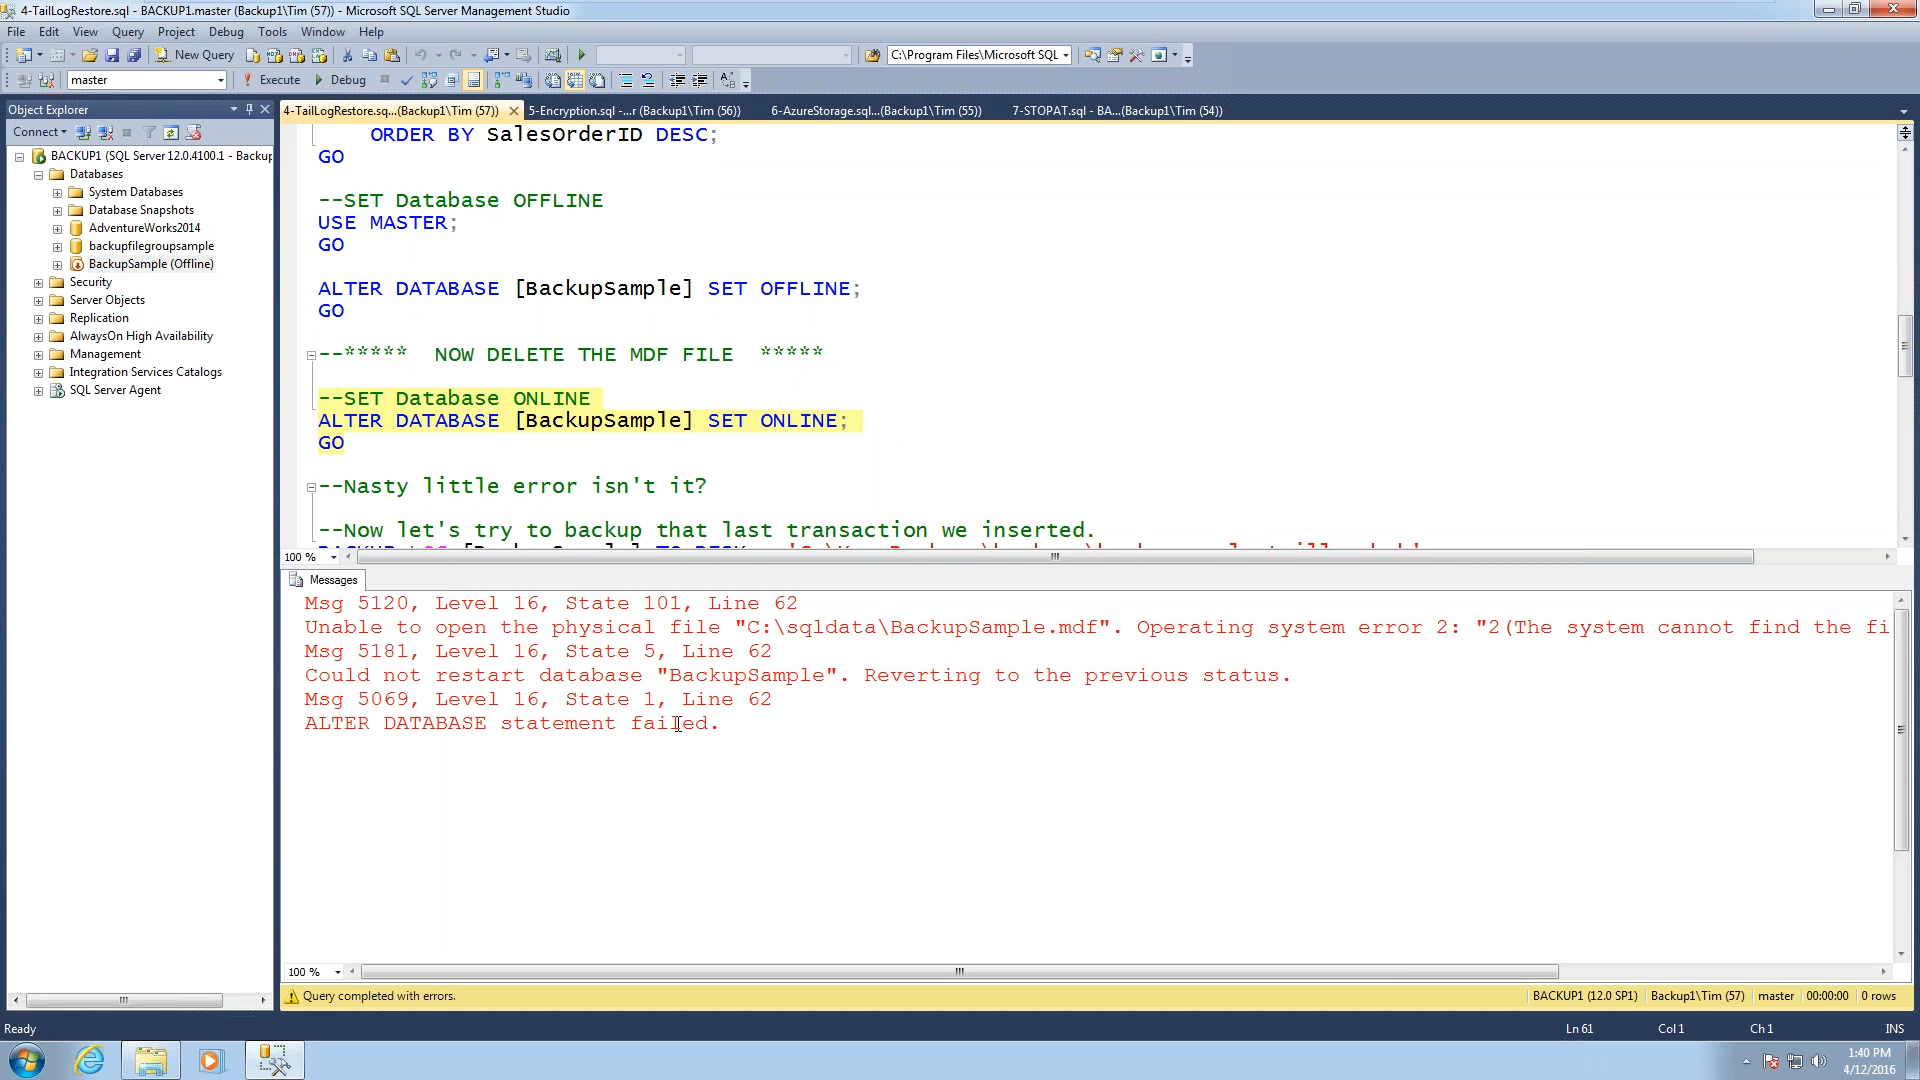 4-TailLogRestore.sql - BACKUP1.master (Backup1\Tim (57)) - Microsoft SQL Server Management Studio
File Edit View Query Project Debug Tools Window Help
New Query C:\Program Files\Microsoft SQL
master Execute Debug
Object Explorer
Connect
BACKUP1 (SQL Server 12.0.4100.1 - Backup
Databases
System Databases
Database Snapshots
AdventureWorks2014
backupfilegroupsample
BackupSample (Offline)
Security
Server Objects
Replication
AlwaysOn High Availability
Management
Integration Services Catalogs
SQL Server Agent
4-TailLogRestore.sq...(Backup1\Tim (57)) 5-Encryption.sql -...r (Backup1\Tim (56)) 6-AzureStorage.sql...(Backup1\Tim (55)) 7-STOPAT.sql - BA...(Backup1\Tim (54))
ORDER BY SalesOrderID DESC;
GO
--SET Database OFFLINE
USE MASTER;
GO
ALTER DATABASE [BackupSample] SET OFFLINE;
GO
--***** NOW DELETE THE MDF FILE *****
--SET Database ONLINE
ALTER DATABASE [BackupSample] SET ONLINE;
GO
--Nasty little error isn't it?
--Now let's try to backup that last transaction we inserted.
100 %
Messages
Msg 5120, Level 16, State 101, Line 62
Unable to open the physical file "C:\sqldata\BackupSample.mdf". Operating system error 2: "2(The system cannot find the fi
Msg 5181, Level 16, State 5, Line 62
Could not restart database "BackupSample". Reverting to the previous status.
Msg 5069, Level 16, State 1, Line 62
ALTER DATABASE statement failed.
100 %
Query completed with errors. BACKUP1 (12.0 SP1) Backup1\Tim (57) master 00:00:00 0 rows
Ready Ln 61 Col 1 Ch 1 INS
1:40 PM
4/12/2016